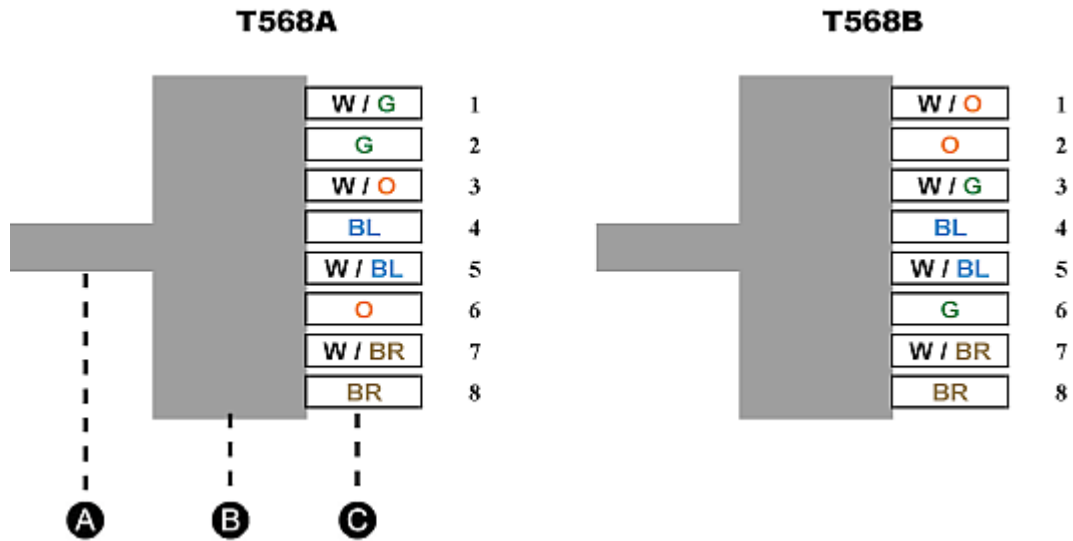 T568A
T568B
W / G 1
G 2
W / O 3
BL 4
W / BL 5
O 6
W / BR 7
BR 8
W / O 1
O 2
W / G 3
BL 4
W / BL 5
G 6
W / BR 7
BR 8
A
B
C